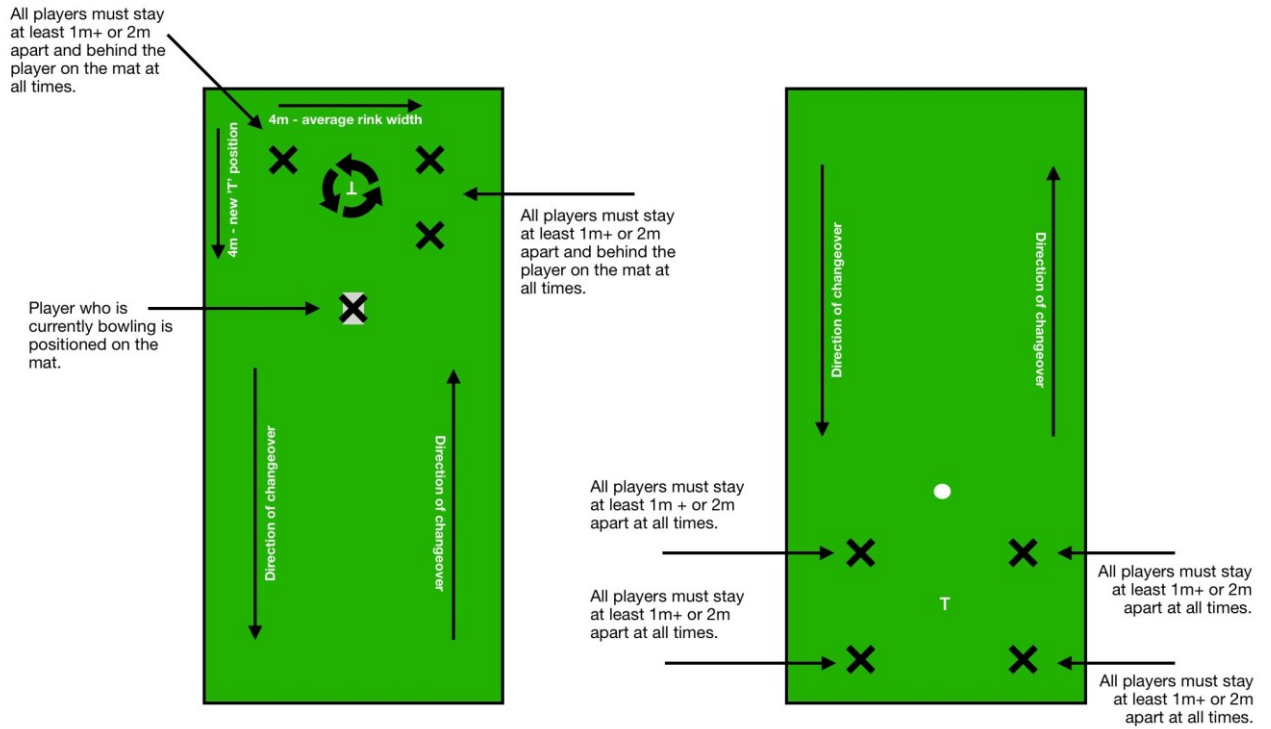 All players must stay
at least 1m+ or 2m
apart and behind the
player on the mat at
all times.
4m - average rink width
4m - new 'T' position
T
All players must stay
at least 1m+ or 2m
apart and behind the
player on the mat at
all times.
Player who is
currently bowling is
positioned on the
mat.
Direction of changeover
Direction of changeover
Direction of changeover
Direction of changeover
All players must stay
at least 1m + or 2m
apart at all times.
All players must stay
at least 1m+ or 2m
apart at all times.
T
All players must stay
at least 1m+ or 2m
apart at all times.
All players must stay
at least 1m+ or 2m
apart at all times.